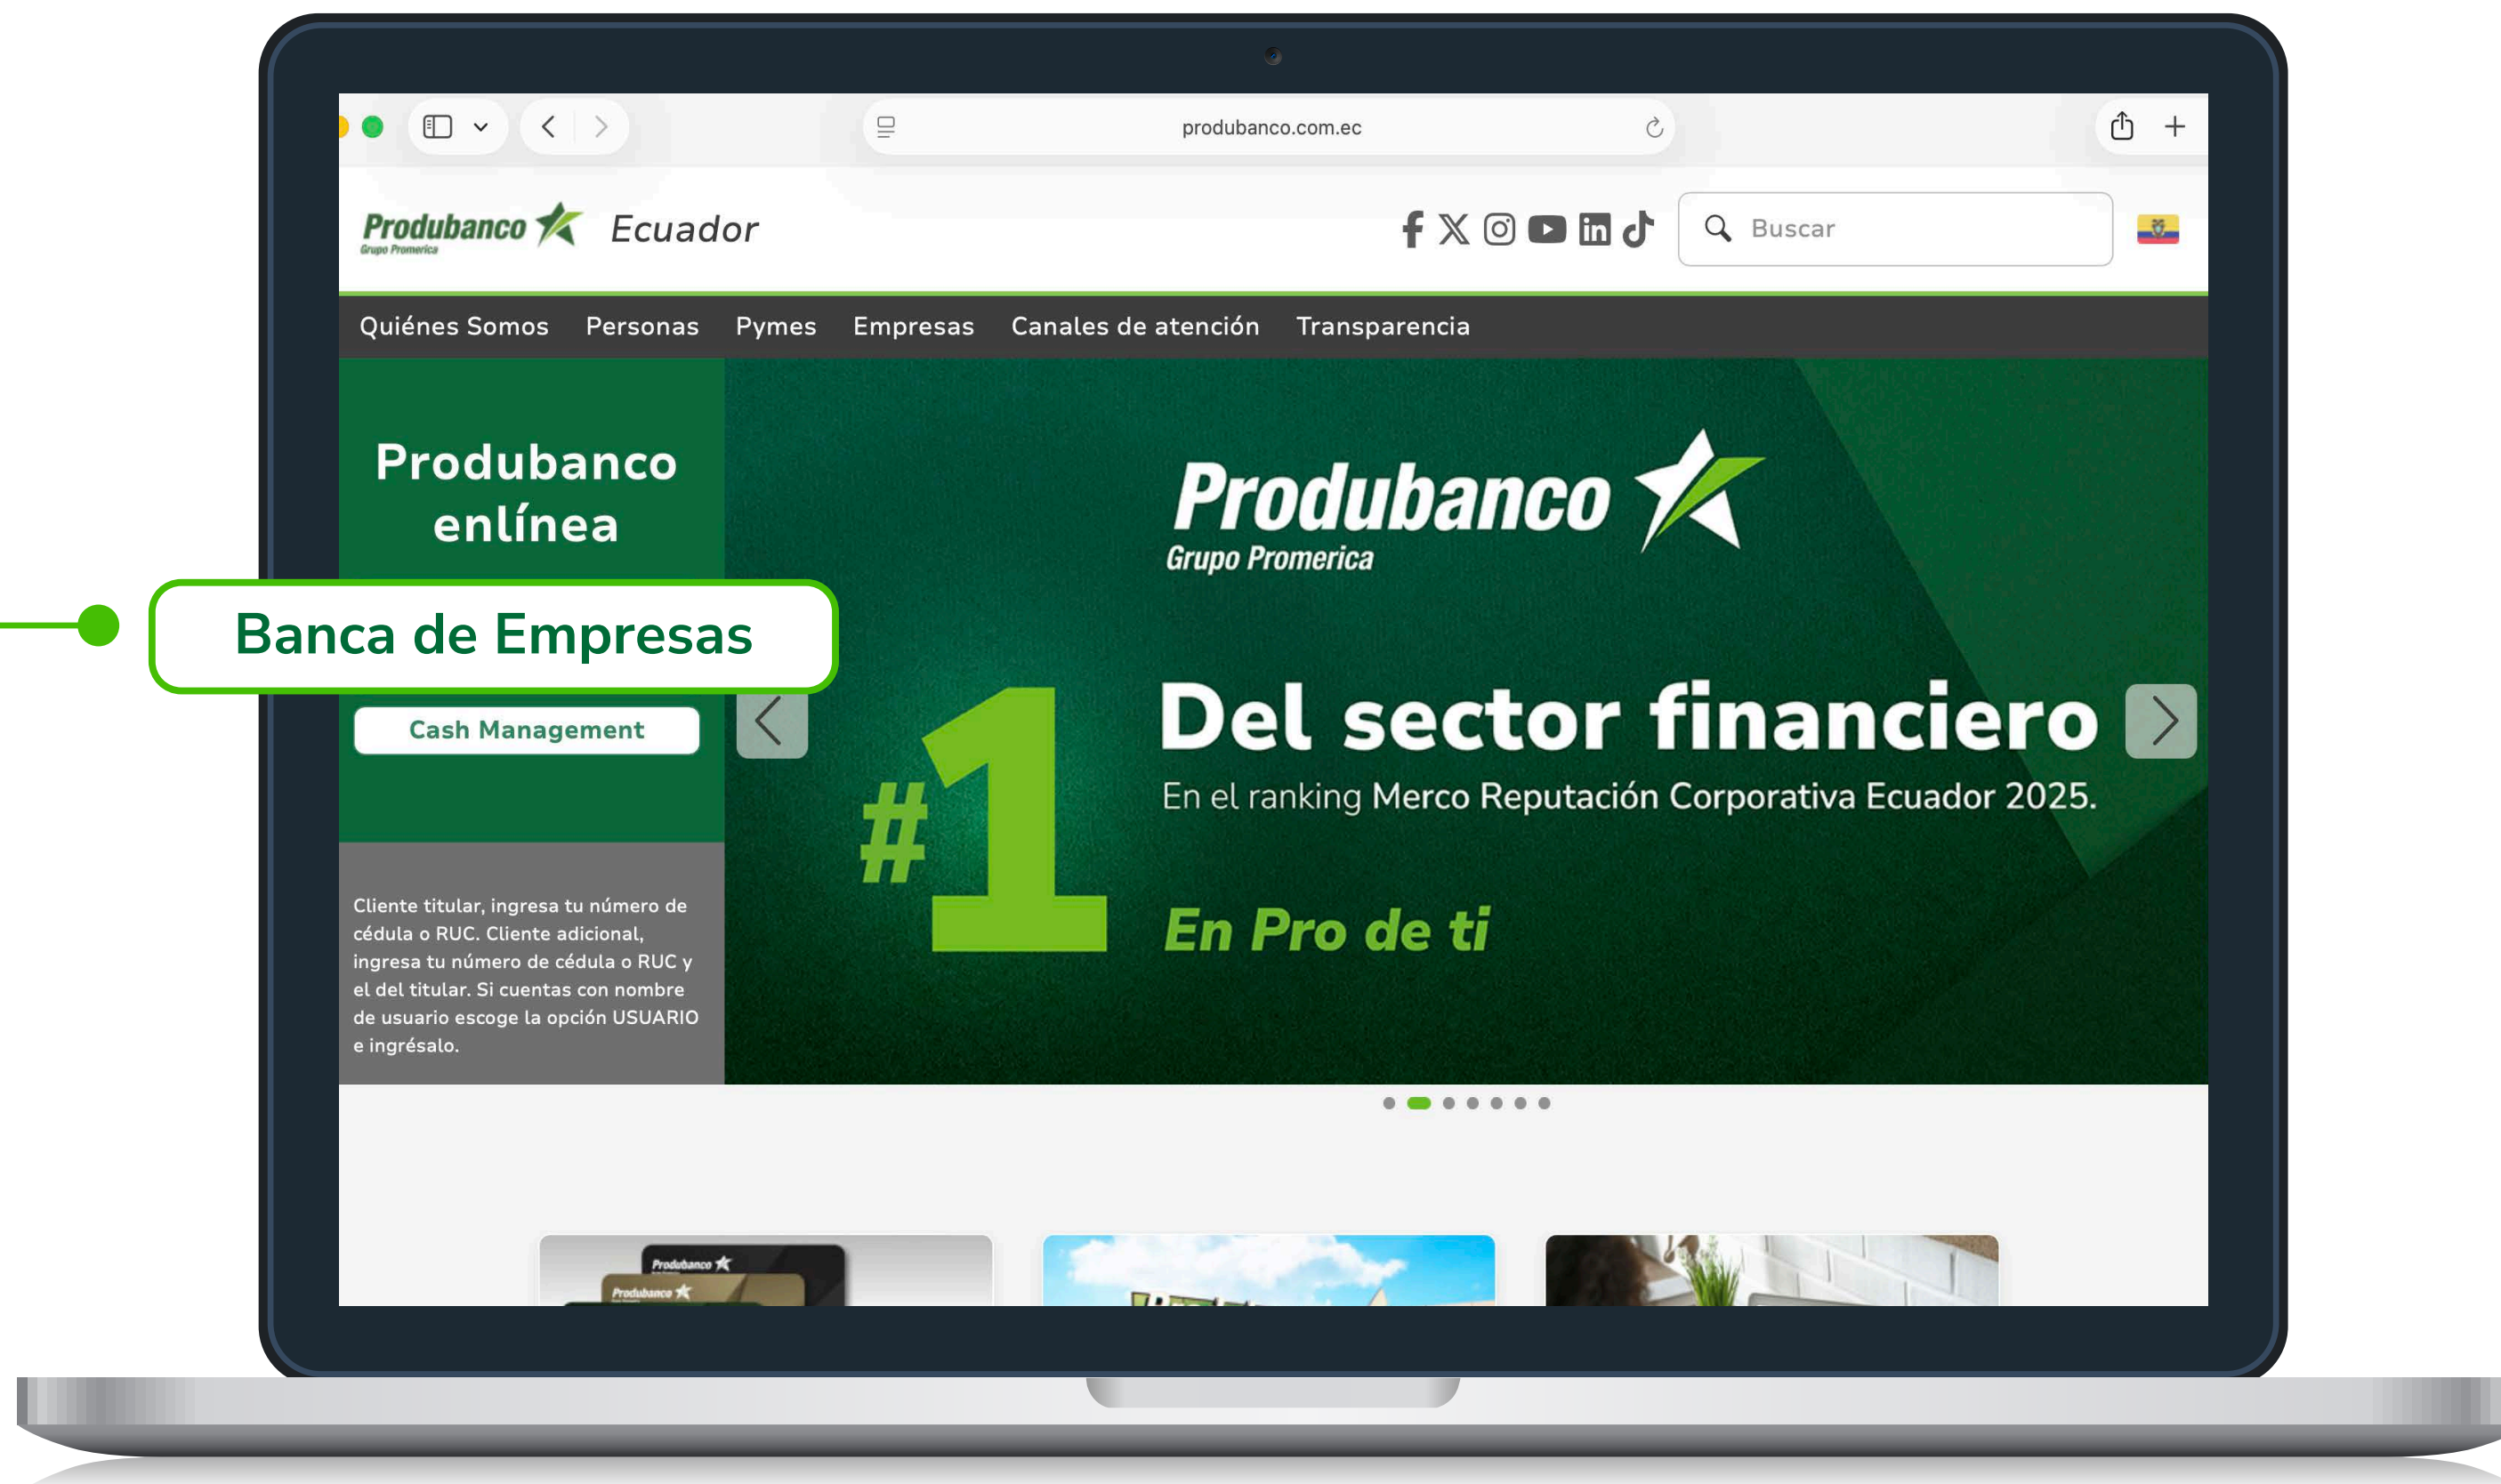 produbanco.com.ec
Produbanco
Grupo Promerica
Ecuador
Buscar
Quiénes Somos Personas Pymes Empresas Canales de atención Transparencia
Produbanco
enlínea
Banca de Empresas
Cash Management
Cliente titular, ingresa tu número de
cédula o RUC. Cliente adicional,
ingresa tu número de cédula o RUC y
el del titular. Si cuentas con nombre
de usuario escoge la opción USUARIO
e ingrésalo.
Produbanco
Grupo Promerica
#1
Del sector financiero
En el ranking Merco Reputación Corporativa Ecuador 2025.
En Pro de ti
Produbanco
Produbanco